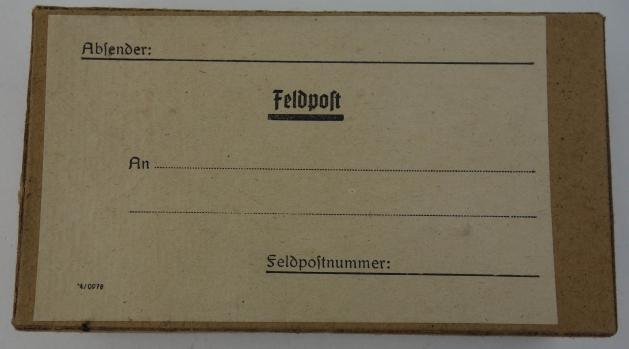 Abſender:
Feldpoſt
An
Feldpoſtnummer: